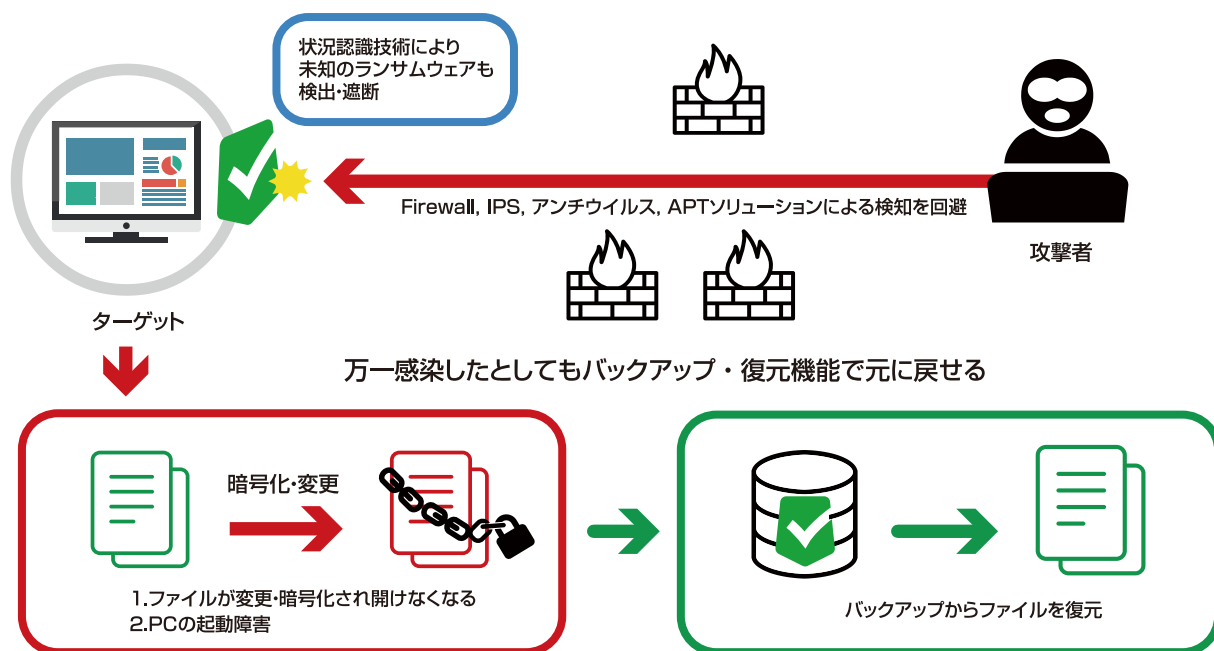 状況認識技術により
未知のランサムウェアも
検出・遮断
Firewall, IPS, アンチウイルス, APTソリューションによる検知を回避
攻撃者
ターゲット
万一感染したとしてもバックアップ・復元機能で元に戻せる
暗号化・変更
1.ファイルが変更・暗号化され開けなくなる
2.PCの起動障害
バックアップからファイルを復元